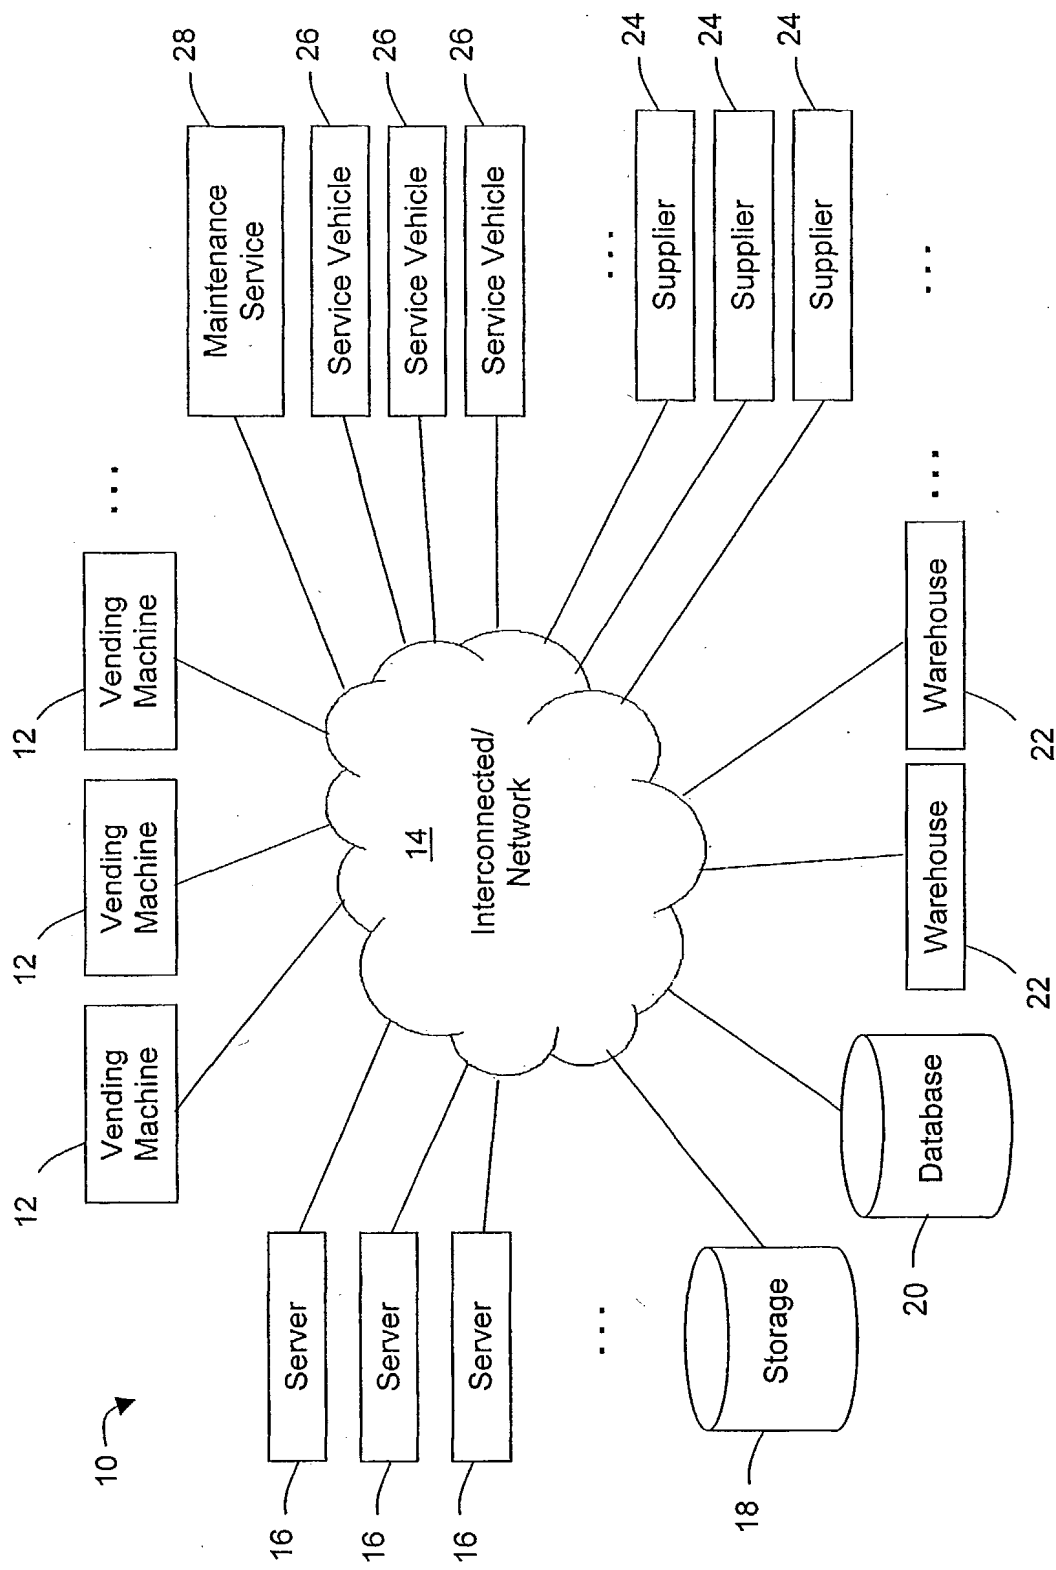 10
12
Vending
Machine
12
Vending
Machine
12
Vending
Machine
...
28
Maintenance
Service
26
Service Vehicle
26
Service Vehicle
26
Service Vehicle
16
Server
16
Server
16
Server
...
14
Interconnected/
Network
...
24
Supplier
24
Supplier
24
Supplier
18
Storage
20
Database
Warehouse
22
Warehouse
22
...
...